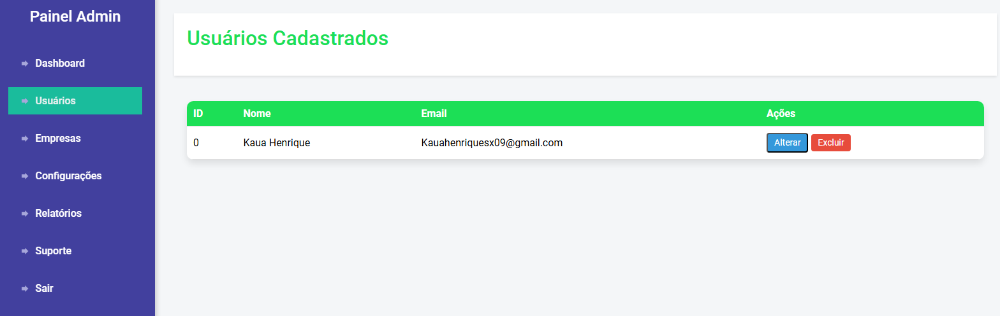 Painel Admin
Dashboard
Usuários
Empresas
Configurações
Relatórios
Suporte
Sair
Usuários Cadastrados
ID Nome Email Ações
0 Kaua Henrique Kauahenriquesx09@gmail.com Alterar Excluir